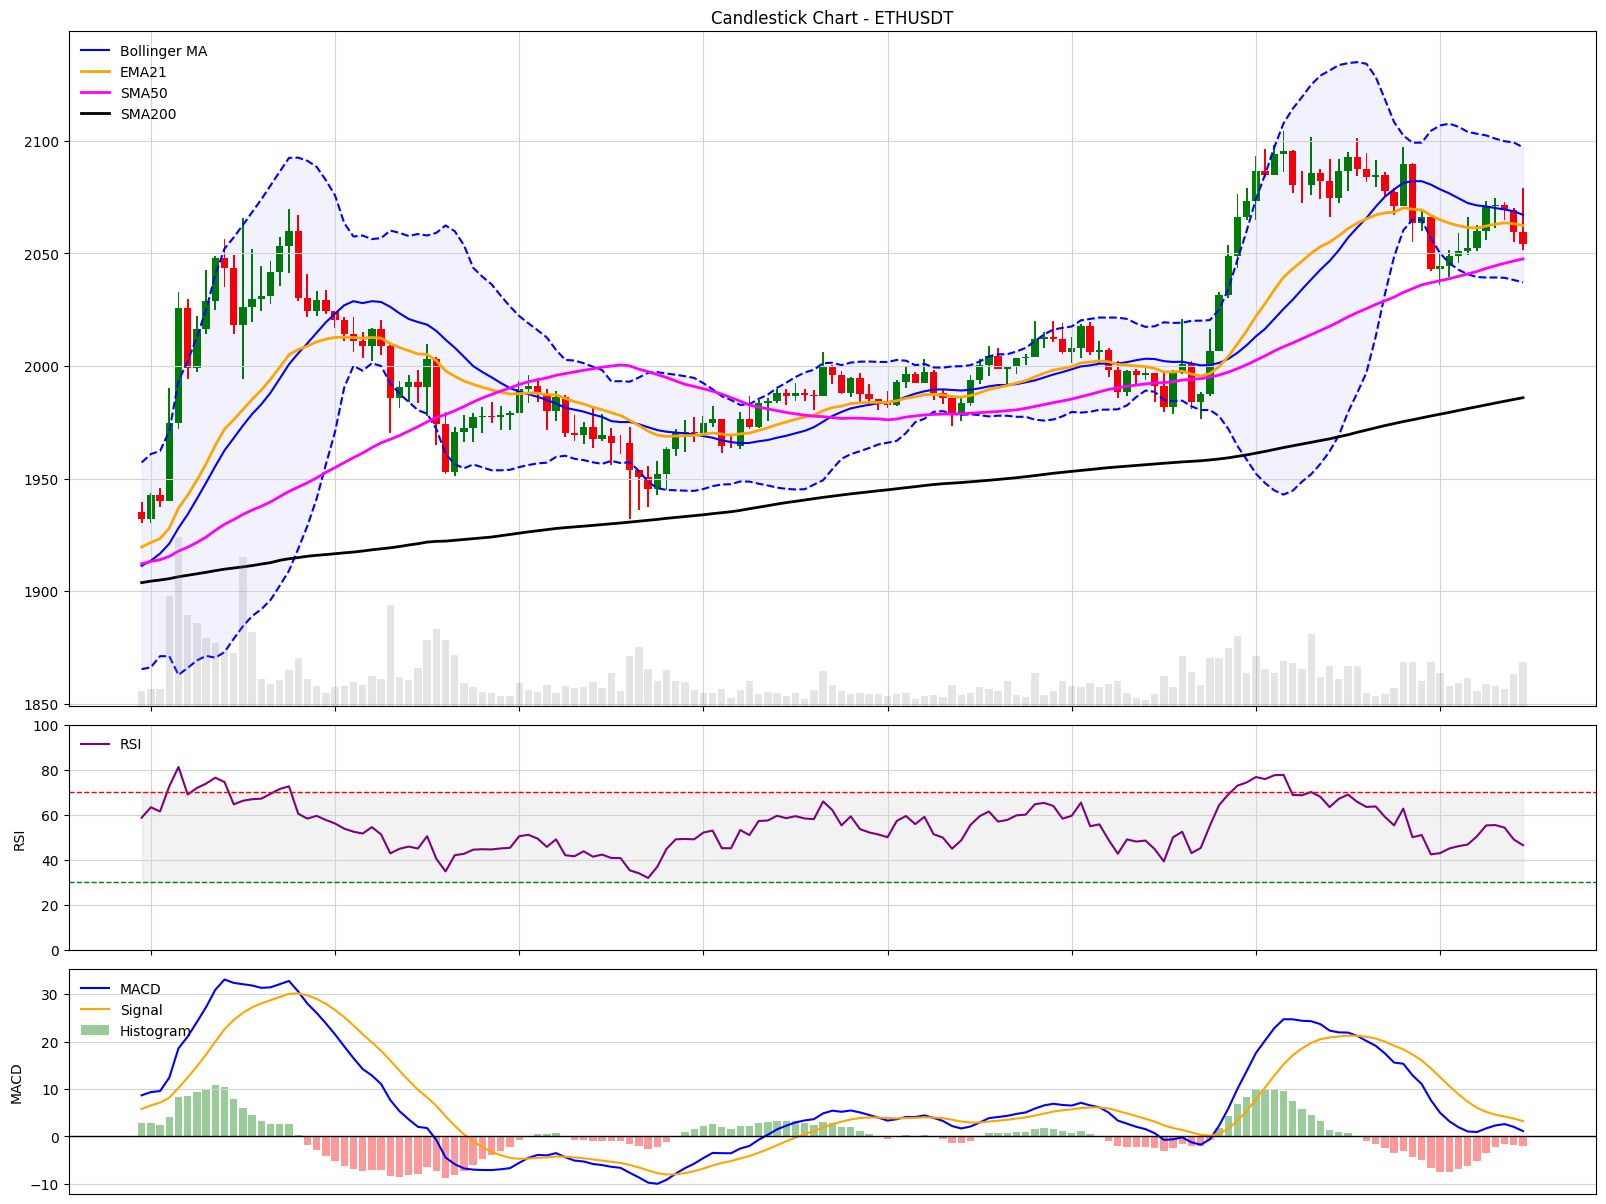 Candlestick Chart - ETHUSDT
Bollinger MA
EMA21
SMA50
SMA200
2100
2050
2000
1950
1900
1850
RSI
100
80
60
40
20
0
RSI
MACD
Signal
Histogram
30
20
10
0
−10
MACD